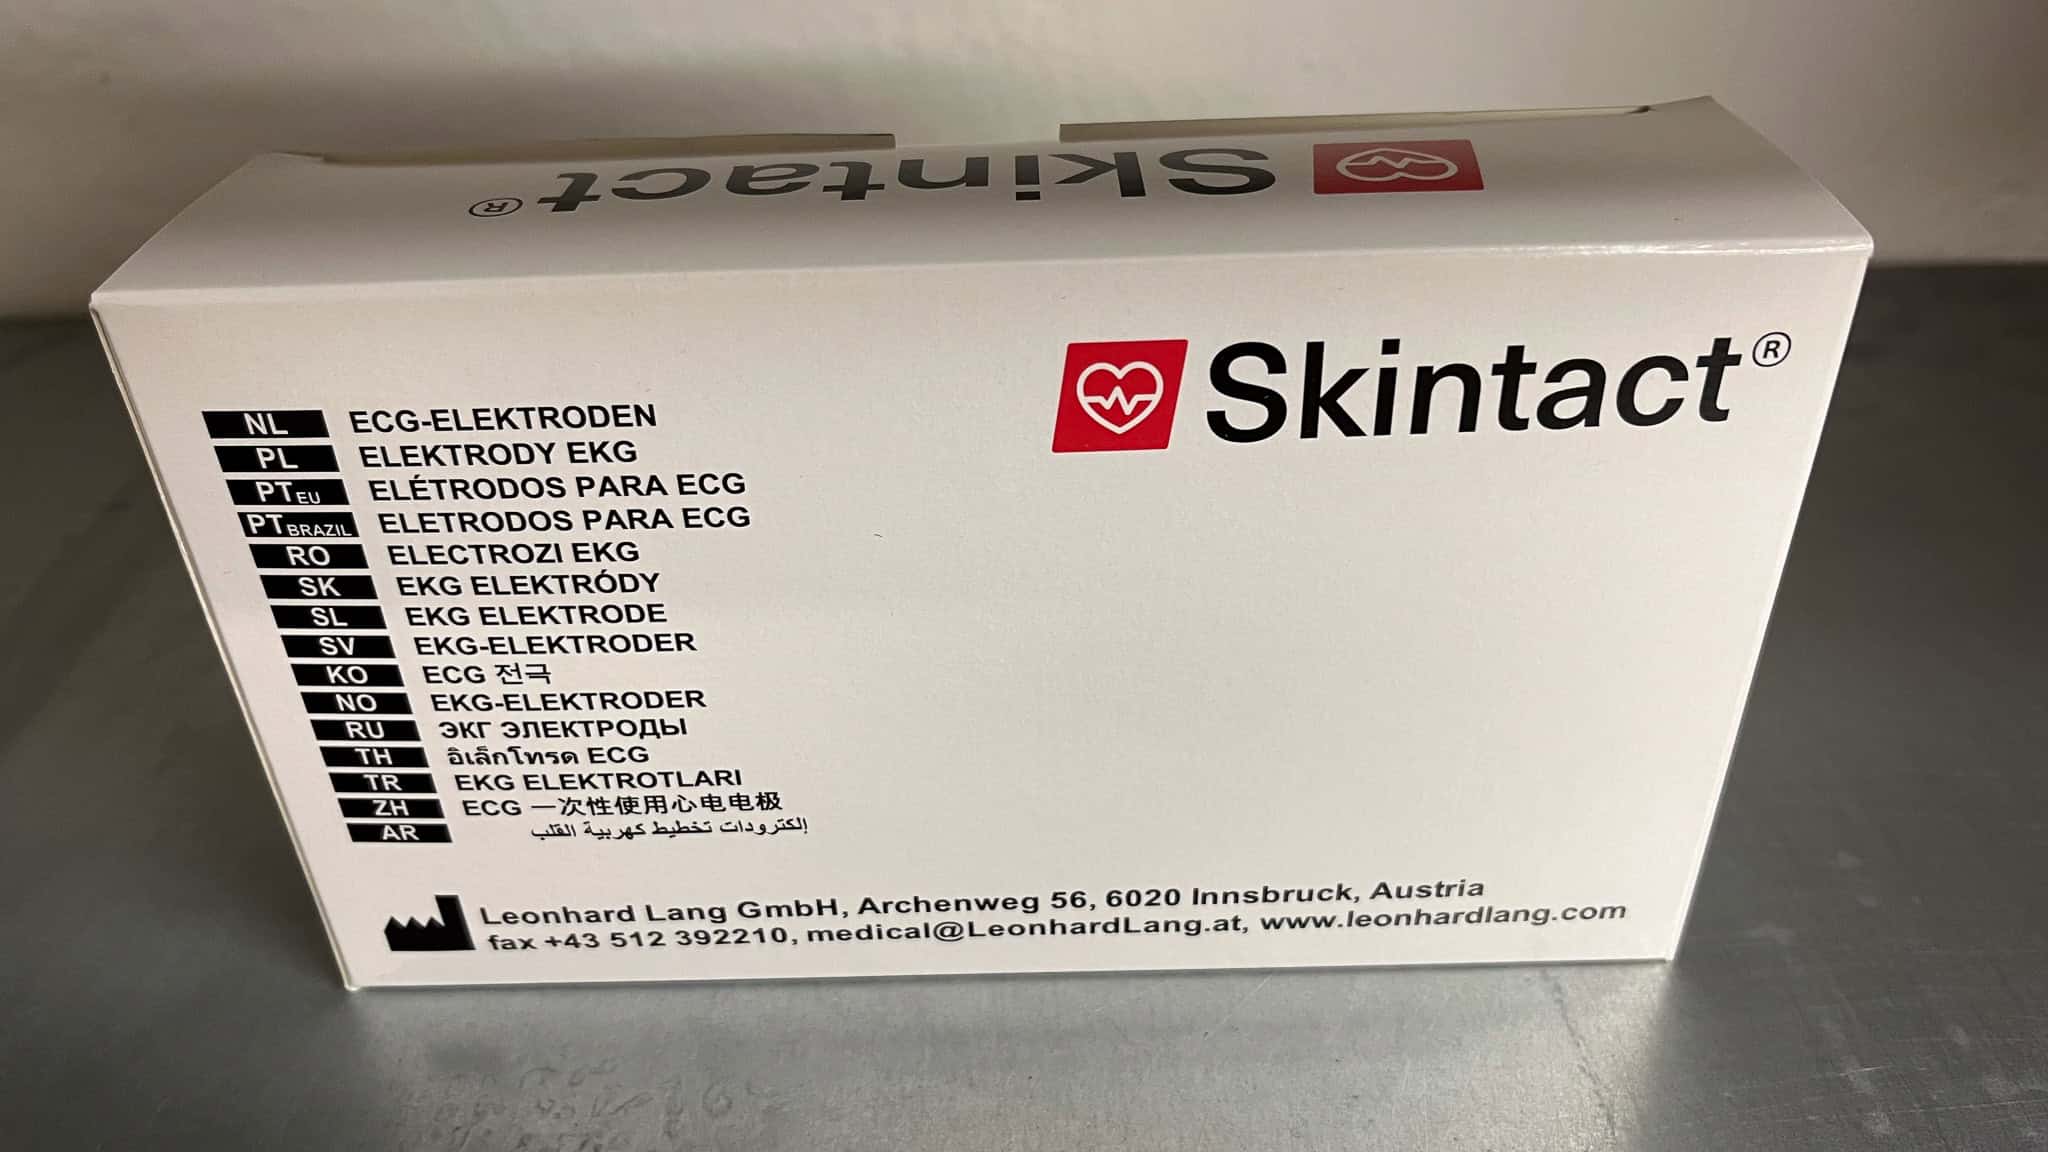 Skintact®
Skintact®
NL ECG-ELEKTRODEN
PL ELEKTRODY EKG
PT EU ELÉTRODOS PARA ECG
PT BRAZIL ELETRODOS PARA ECG
RO ELECTROZI EKG
SK EKG ELEKTRÓDY
SL EKG ELEKTRODE
SV EKG-ELEKTRODER
KO ECG 전극
NO EKG-ELEKTRODER
RU ЭКГ ЭЛЕКТРОДЫ
TH อิเล็กโทรด ECG
TR EKG ELEKTROTLARI
ZH ECG 一次性使用心电电极
AR إلكترودات تخطيط كهربية القلب
Leonhard Lang GmbH, Archenweg 56, 6020 Innsbruck, Austria
fax +43 512 392210, medical@LeonhardLang.at, www.leonhardlang.com